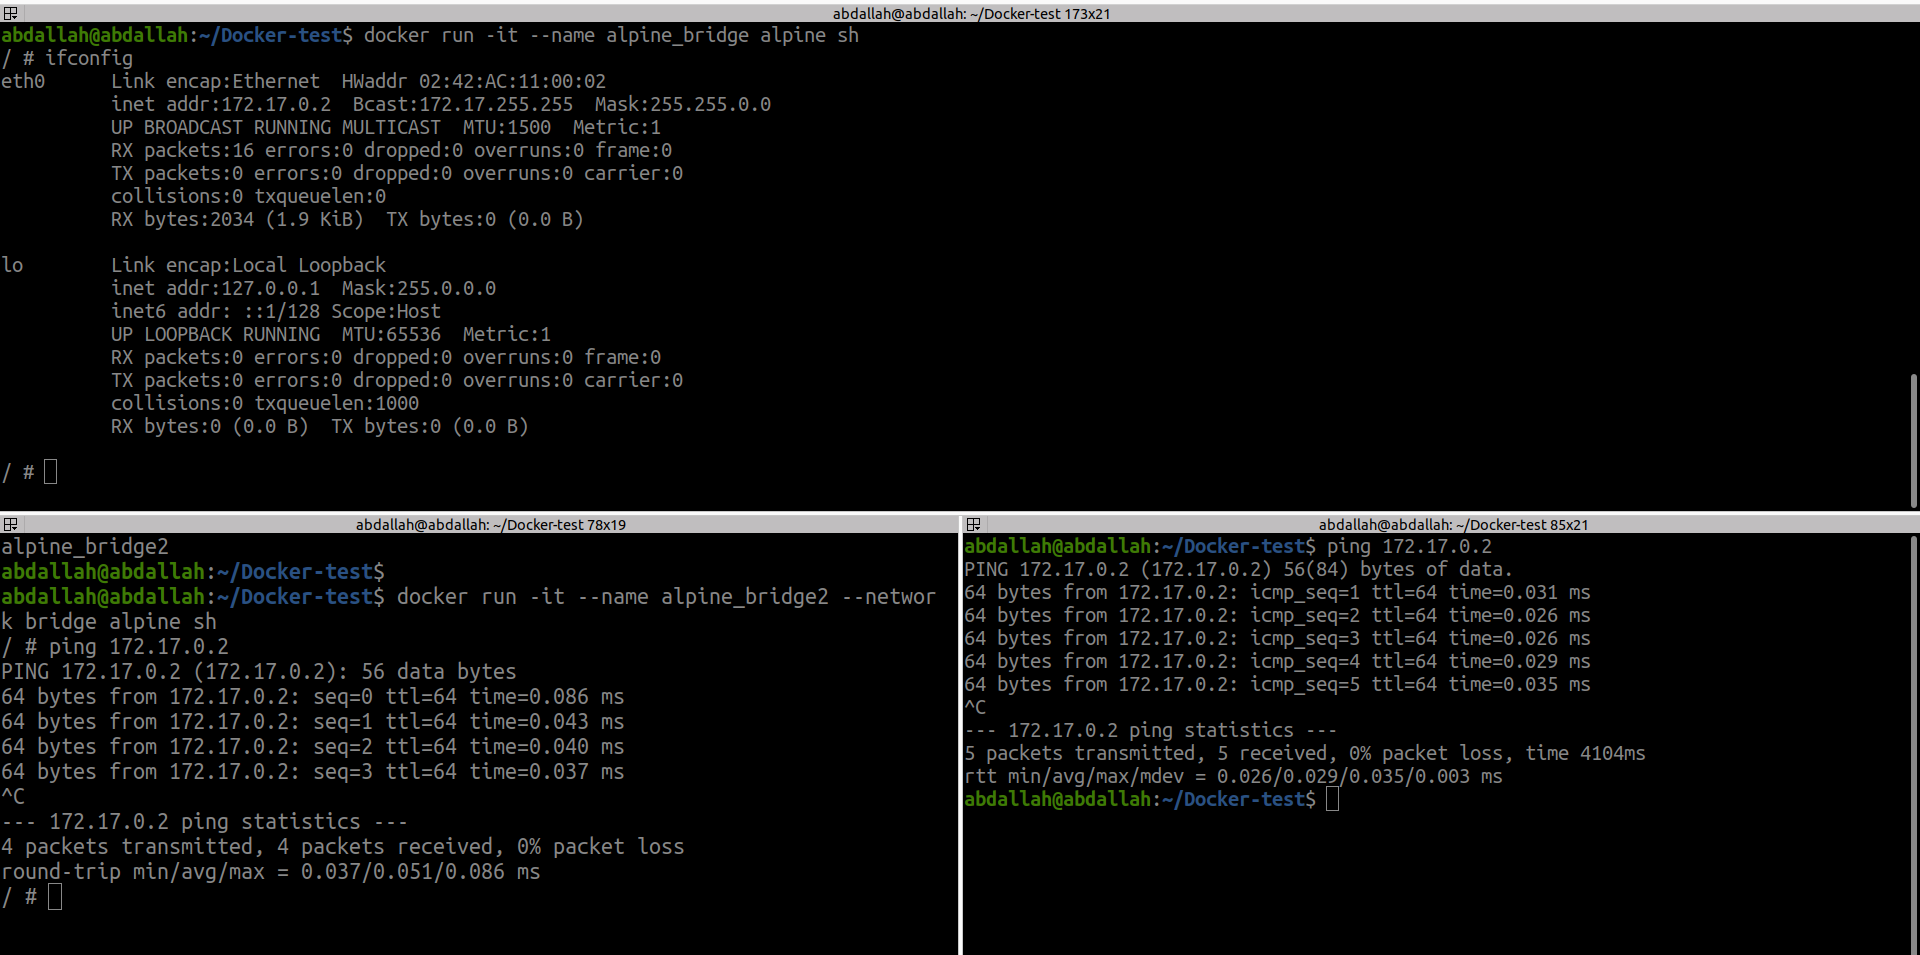 abdallah@abdallah: ~/Docker-test 173x21
abdallah@abdallah:~/Docker-test$ docker run -it --name alpine_bridge alpine sh
/ # ifconfig
eth0      Link encap:Ethernet  HWaddr 02:42:AC:11:00:02
          inet addr:172.17.0.2  Bcast:172.17.255.255  Mask:255.255.0.0
          UP BROADCAST RUNNING MULTICAST  MTU:1500  Metric:1
          RX packets:16 errors:0 dropped:0 overruns:0 frame:0
          TX packets:0 errors:0 dropped:0 overruns:0 carrier:0
          collisions:0 txqueuelen:0
          RX bytes:2034 (1.9 KiB)  TX bytes:0 (0.0 B)

lo        Link encap:Local Loopback
          inet addr:127.0.0.1  Mask:255.0.0.0
          inet6 addr: ::1/128 Scope:Host
          UP LOOPBACK RUNNING  MTU:65536  Metric:1
          RX packets:0 errors:0 dropped:0 overruns:0 frame:0
          TX packets:0 errors:0 dropped:0 overruns:0 carrier:0
          collisions:0 txqueuelen:1000
          RX bytes:0 (0.0 B)  TX bytes:0 (0.0 B)

/ #
abdallah@abdallah: ~/Docker-test 78x19
alpine_bridge2
abdallah@abdallah:~/Docker-test$
abdallah@abdallah:~/Docker-test$ docker run -it --name alpine_bridge2 --networ
k bridge alpine sh
/ # ping 172.17.0.2
PING 172.17.0.2 (172.17.0.2): 56 data bytes
64 bytes from 172.17.0.2: seq=0 ttl=64 time=0.086 ms
64 bytes from 172.17.0.2: seq=1 ttl=64 time=0.043 ms
64 bytes from 172.17.0.2: seq=2 ttl=64 time=0.040 ms
64 bytes from 172.17.0.2: seq=3 ttl=64 time=0.037 ms
^C
--- 172.17.0.2 ping statistics ---
4 packets transmitted, 4 packets received, 0% packet loss
round-trip min/avg/max = 0.037/0.051/0.086 ms
/ #
abdallah@abdallah: ~/Docker-test 85x21
abdallah@abdallah:~/Docker-test$ ping 172.17.0.2
PING 172.17.0.2 (172.17.0.2) 56(84) bytes of data.
64 bytes from 172.17.0.2: icmp_seq=1 ttl=64 time=0.031 ms
64 bytes from 172.17.0.2: icmp_seq=2 ttl=64 time=0.026 ms
64 bytes from 172.17.0.2: icmp_seq=3 ttl=64 time=0.026 ms
64 bytes from 172.17.0.2: icmp_seq=4 ttl=64 time=0.029 ms
64 bytes from 172.17.0.2: icmp_seq=5 ttl=64 time=0.035 ms
^C
--- 172.17.0.2 ping statistics ---
5 packets transmitted, 5 received, 0% packet loss, time 4104ms
rtt min/avg/max/mdev = 0.026/0.029/0.035/0.003 ms
abdallah@abdallah:~/Docker-test$